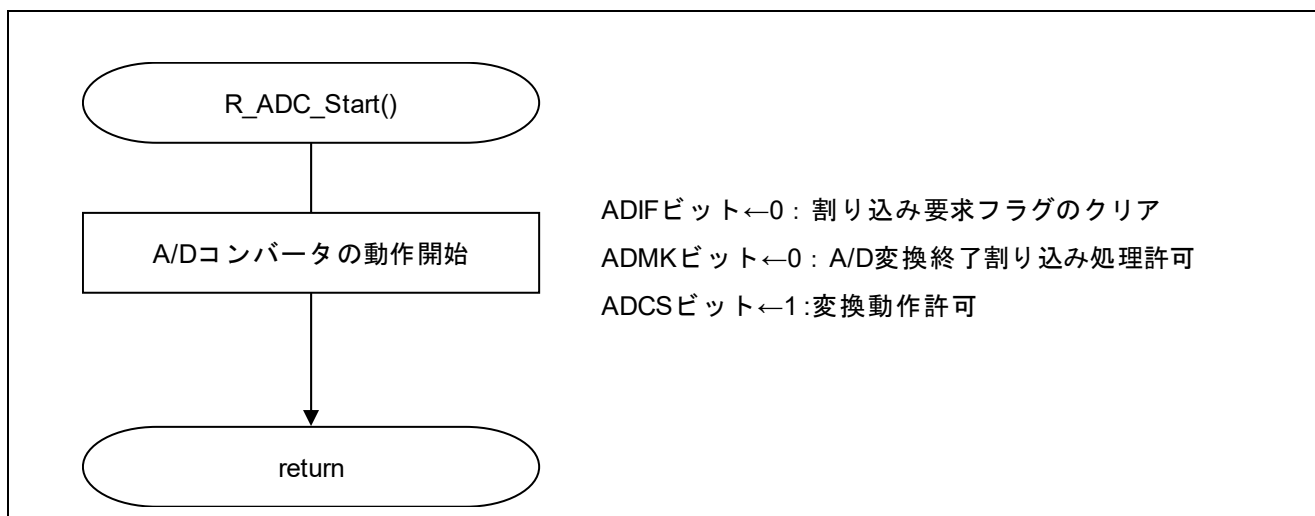 R_ADC_Start()
A/Dコンバータの動作開始
ADIFビット←0：割り込み要求フラグのクリア
ADMKビット←0：A/D変換終了割り込み処理許可
ADCSビット←1:変換動作許可
return